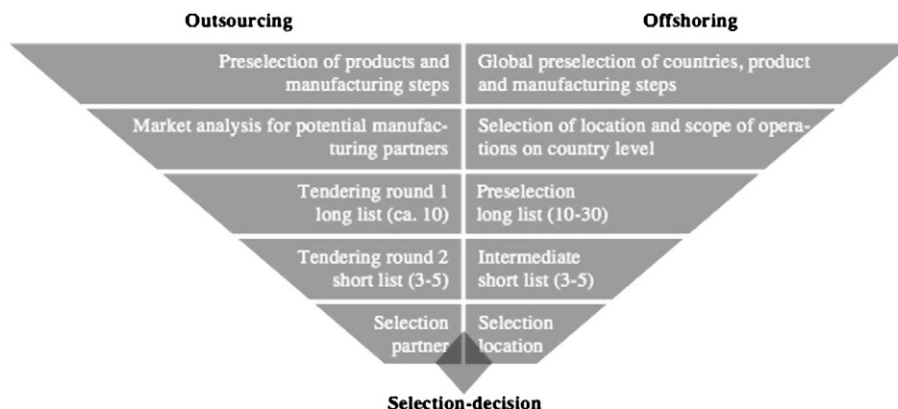 Outsourcing
Offshoring
Preselection of products and
manufacturing steps
Global preselection of countries, product
and manufacturing steps
Market analysis for potential manufac-
turing partners
Selection of location and scope of opera-
tions on country level
Tendering round 1
long list (ca. 10)
Preselection
long list (10-30)
Tendering round 2
short list (3-5)
Intermediate
short list (3-5)
Selection
partner
Selection
location
Selection-decision